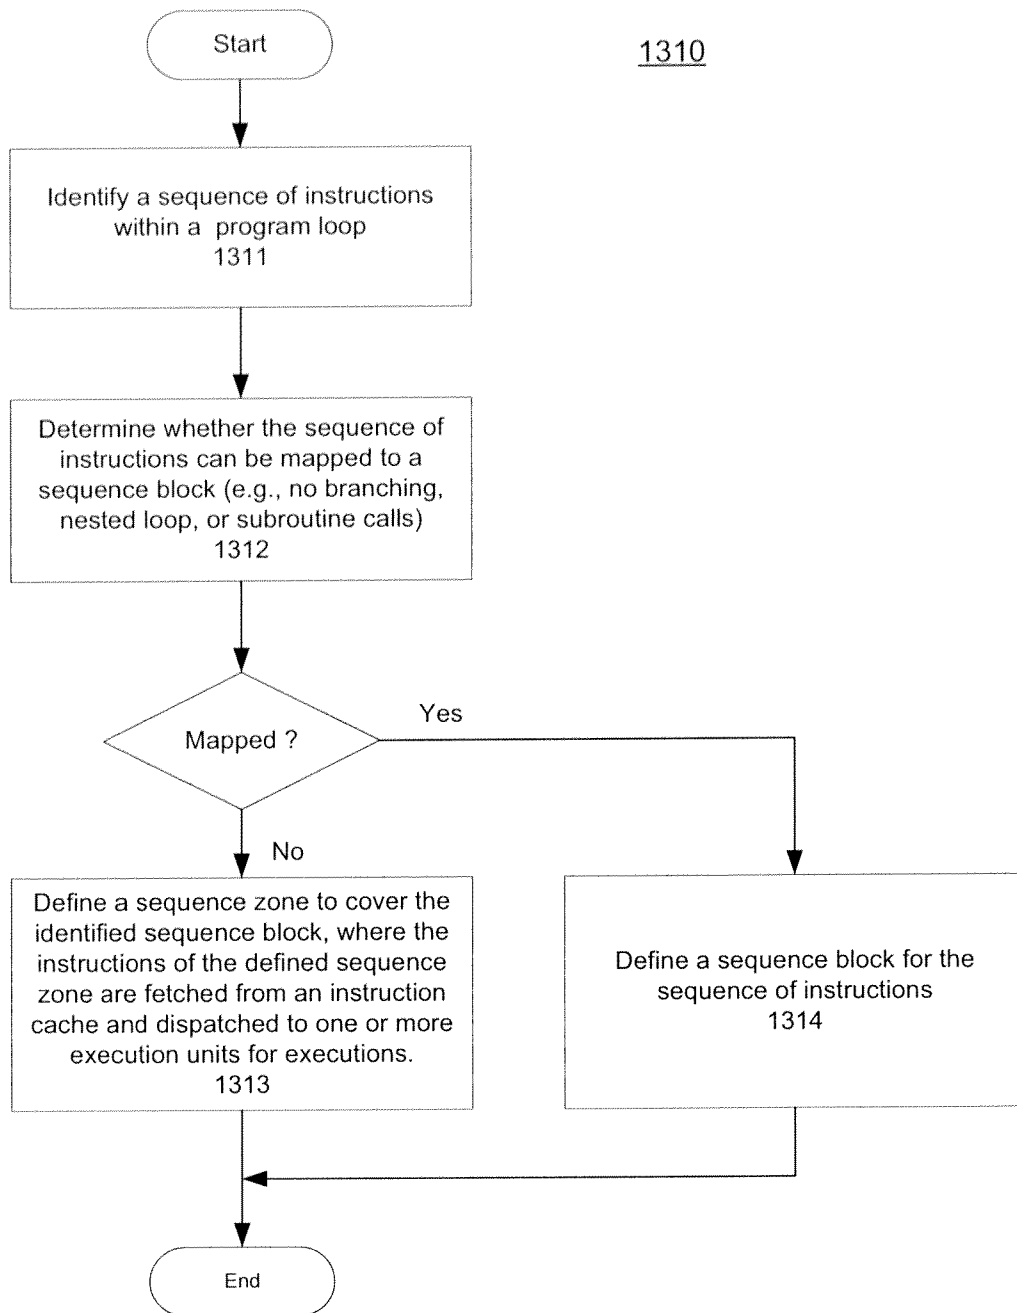 Start
1310
Identify a sequence of instructions
within a program loop
1311
Determine whether the sequence of
instructions can be mapped to a
sequence block (e.g., no branching,
nested loop, or subroutine calls)
1312
Mapped ?
Yes
No
Define a sequence zone to cover the
identified sequence block, where the
instructions of the defined sequence
zone are fetched from an instruction
cache and dispatched to one or more
execution units for executions.
1313
Define a sequence block for the
sequence of instructions
1314
End